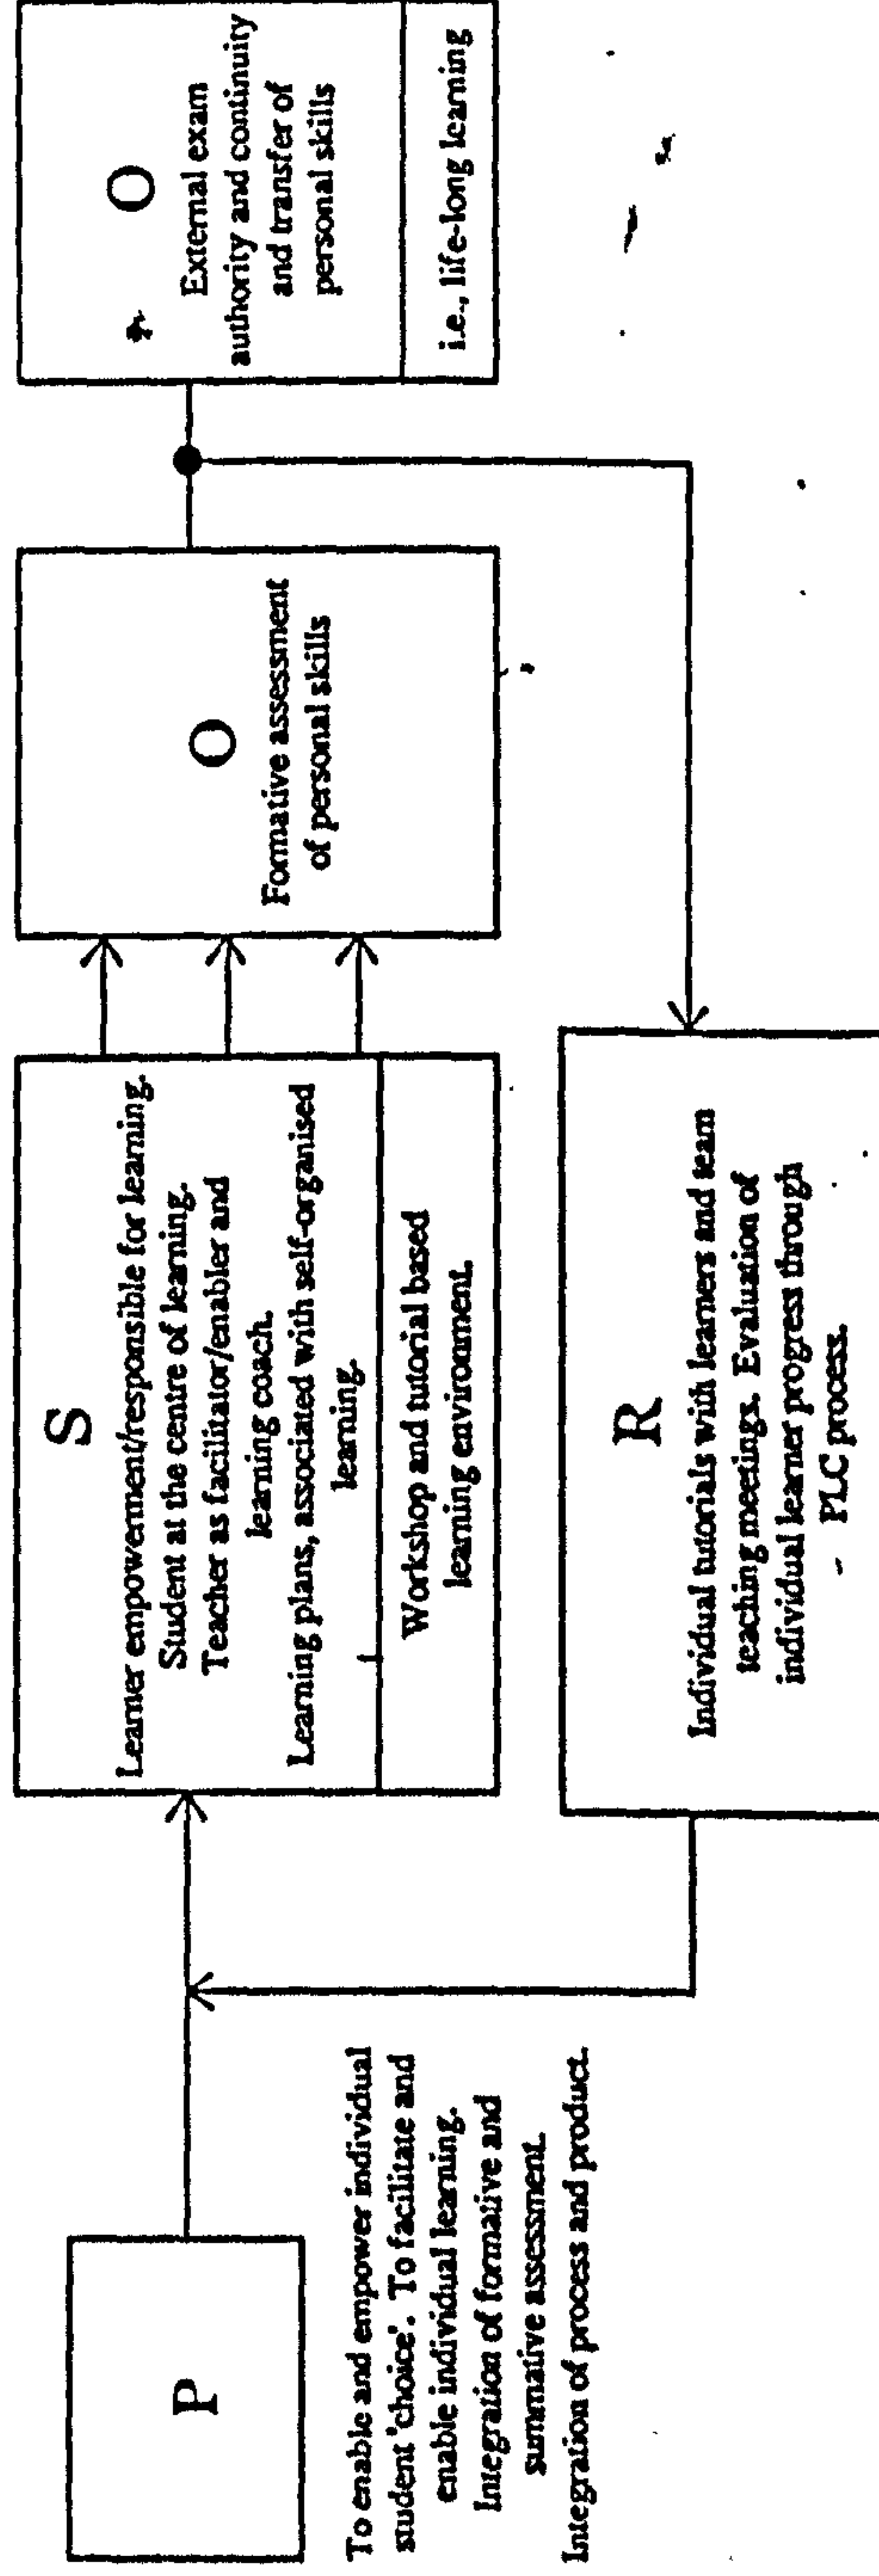 P
To enable and empower individual
student 'choice'. To facilitate and
enable individual learning.
Integration of formative and
summative assessment.
Integration of process and product.
S
Learner empowerment/responsible for learning.
Student at the centre of learning.
Teacher as facilitator/enabler and
learning coach.
Learning plans, associated with self-organised
learning.
Workshop and tutorial based
learning environment.
O
Formative assessment
of personal skills
O
External exam
authority and continuity
and transfer of
personal skills
i.e., life-long learning
R
Individual tutorials with learners and team
teaching meetings. Evaluation of
individual learner progress through
PLC process.